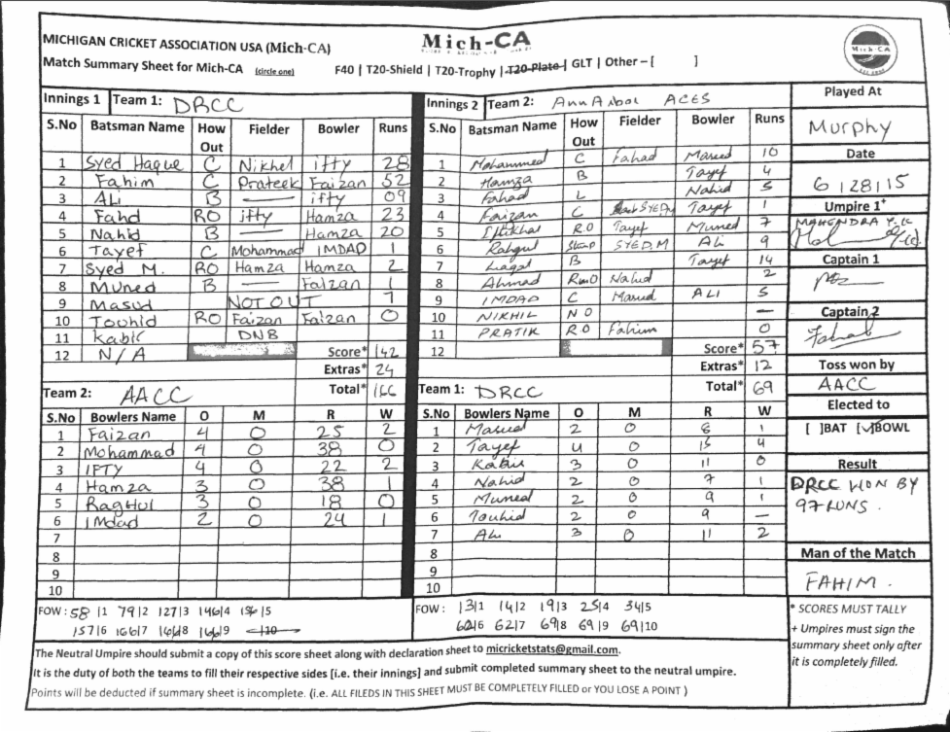 MICHIGAN CRICKET ASSOCIATION USA (Mich-CA)
Mich-CA
Match Summary Sheet for Mich-CA (circle one) F40 | T20-Shield | T20-Trophy | T20-Plate | GLT | Other – [ ]
Mich-CA
Innings 1 Team 1: DRCC
S.No Batsman Name How Out Fielder Bowler Runs
1 Syed Haque C Nikhel ifty 28
2 Fahim C Prateek Faizan 52
3 ALi B — ifty 09
4 Fahd RO ifty Hamza 23
5 Nahid B — Hamza 20
6 Tayef C Mohammad IMDAD 1
7 Syed M. RO Hamza Hamza 2
8 Muned B — Faizan 1
9 Masud NOT OUT 7
10 Touhid RO Faizan Faizan 0
11 Kabir DNB
12 N/A Score* 142
Extras* 24
Total* 166
Innings 2 Team 2: Ann Arbor ACES
S.No Batsman Name How Out Fielder Bowler Runs
1 Mohammed C Fahad Masud 10
2 Hamza B Tayef 4
3 Fahad L Nahid 5
4 Faizan C SYED M Tayef 1
5 Iftikhar RO Tayef Muned 7
6 Rahgul Stmp SYED.M ALi 9
7 B Tayef 14
8 Ahmad RunO Nahid 2
9 IMDAD C Masud ALi 5
10 NIKHIL NO —
11 PRATIK RO Fahim 0
12 Score* 57
Extras* 12
Total* 69
Team 2: AACC
S.No Bowlers Name O M R W
1 Faizan 4 0 25 2
2 Mohammad 4 0 38 0
3 IFTY 4 0 22 2
4 Hamza 3 0 38 1
5 RagHul 3 0 18 0
6 IMdad 2 0 24 1
7
8
9
10
Team 1: DRCC
S.No Bowlers Name O M R W
1 Masud 2 0 6 1
2 Tayef 4 0 15 4
3 Kabir 3 0 11 0
4 Nahid 2 0 7 1
5 Muned 2 0 9 1
6 Touhid 2 0 9 —
7 ALi 3 0 11 2
8
9
10
FOW : 58|1 79|2 127|3 146|4 156|5
157|6 166|7 166|8 166|9 +10
FOW : 13|1 14|2 19|3 25|4 34|5
62|6 62|7 69|8 69|9 69|10
Played At
Murphy
Date
6|28|15
Umpire 1+
MAHENDRA
Captain 1
Captain 2
Fahad
Toss won by
AACC
Elected to
[ ]BAT [✓]BOWL
Result
DRCC WON BY
97 RUNS.
Man of the Match
FAHIM.
* SCORES MUST TALLY
+ Umpires must sign the
summary sheet only after
it is completely filled.
The Neutral Umpire should submit a copy of this score sheet along with declaration sheet to micricketstats@gmail.com.
It is the duty of both the teams to fill their respective sides [i.e. their innings] and submit completed summary sheet to the neutral umpire.
Points will be deducted if summary sheet is incomplete. (i.e. ALL FILEDS IN THIS SHEET MUST BE COMPLETELY FILLED or YOU LOSE A POINT )